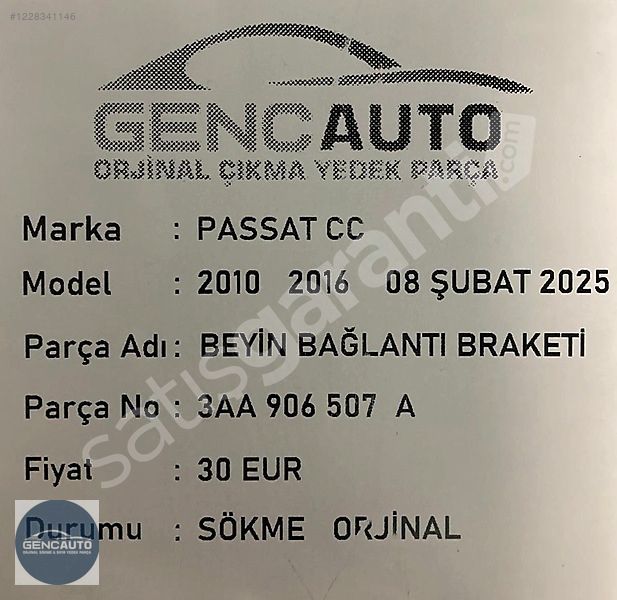 #1228341146
GENCAUTO
ORJİNAL ÇIKMA YEDEK PARÇA
Marka : PASSAT CC
Model : 2010 2016 08 ŞUBAT 2025
Parça Adı : BEYİN BAĞLANTI BRAKETİ
Parça No : 3AA 906 507 A
Fiyat : 30 EUR
Durumu : SÖKME ORJİNAL
satışgaranti.com
GENCAUTO